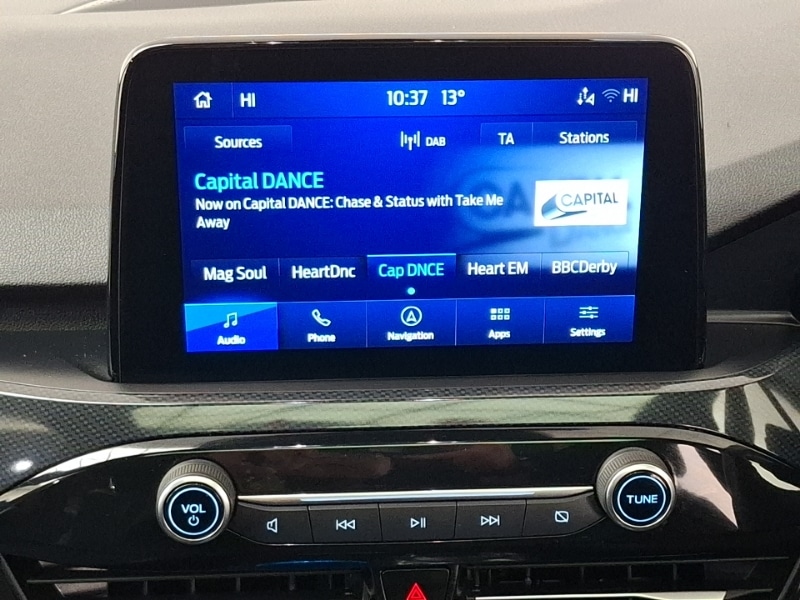 HI 10:37 13° HI
Sources DAB TA Stations
Capital DANCE
Now on Capital DANCE: Chase & Status with Take Me
Away
CAPITAL
Mag Soul HeartDnc Cap DNCE Heart EM BBCDerby
Audio Phone Navigation Apps Settings
VOL TUNE